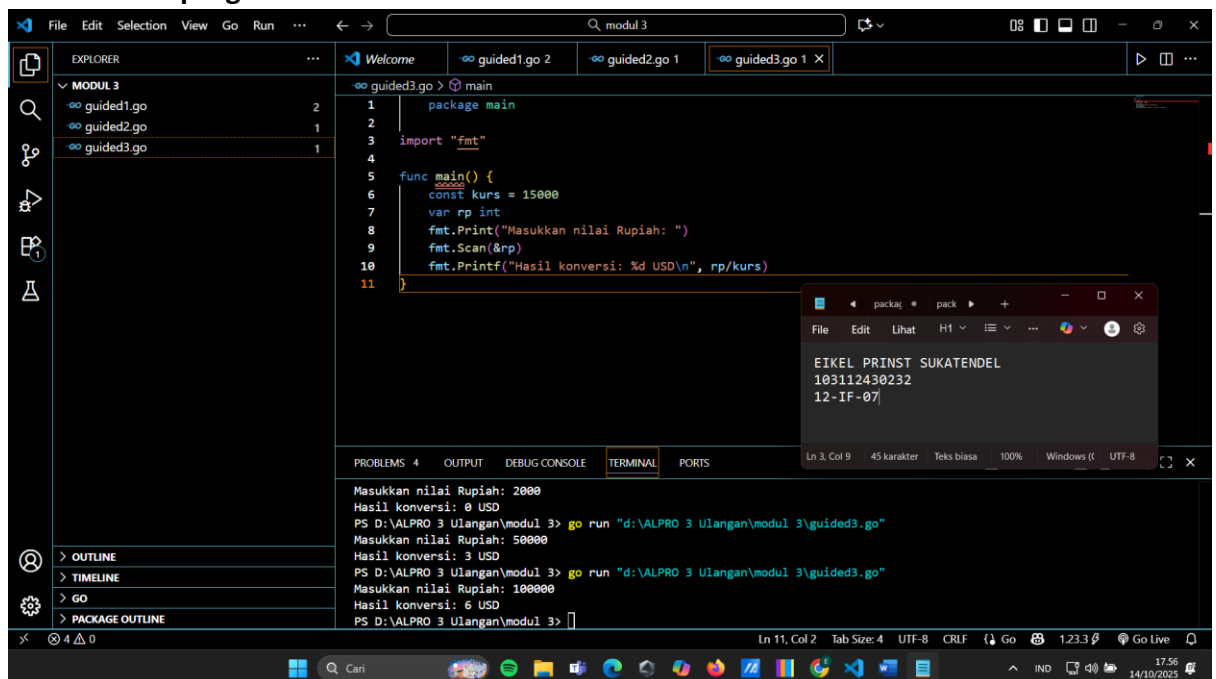 File Edit Selection View Go Run ··· modul 3
EXPLORER ···
MODUL 3
guided1.go 2
guided2.go 1
guided3.go 1
Welcome guided1.go 2 guided2.go 1 guided3.go 1
guided3.go > main
1 package main
2
3 import "fmt"
4
5 func main() {
6 const kurs = 15000
7 var rp int
8 fmt.Print("Masukkan nilai Rupiah: ")
9 fmt.Scan(&rp)
10 fmt.Printf("Hasil konversi: %d USD\n", rp/kurs)
11 }
packaç pack +
File Edit Lihat H1 ···
EIKEL PRINST SUKATENDEL
103112430232
12-IF-07
Ln 3, Col 9 45 karakter Teks biasa 100% Windows (C UTF-8
PROBLEMS 4 OUTPUT DEBUG CONSOLE TERMINAL PORTS
Masukkan nilai Rupiah: 2000
Hasil konversi: 0 USD
PS D:\ALPRO 3 Ulangan\modul 3> go run "d:\ALPRO 3 Ulangan\modul 3\guided3.go"
Masukkan nilai Rupiah: 50000
Hasil konversi: 3 USD
PS D:\ALPRO 3 Ulangan\modul 3> go run "d:\ALPRO 3 Ulangan\modul 3\guided3.go"
Masukkan nilai Rupiah: 100000
Hasil konversi: 6 USD
PS D:\ALPRO 3 Ulangan\modul 3>
OUTLINE
TIMELINE
GO
PACKAGE OUTLINE
4 0 Ln 11, Col 2 Tab Size: 4 UTF-8 CRLF Go 1.23.3 Go Live
Cari IND 17.56
14/10/2025